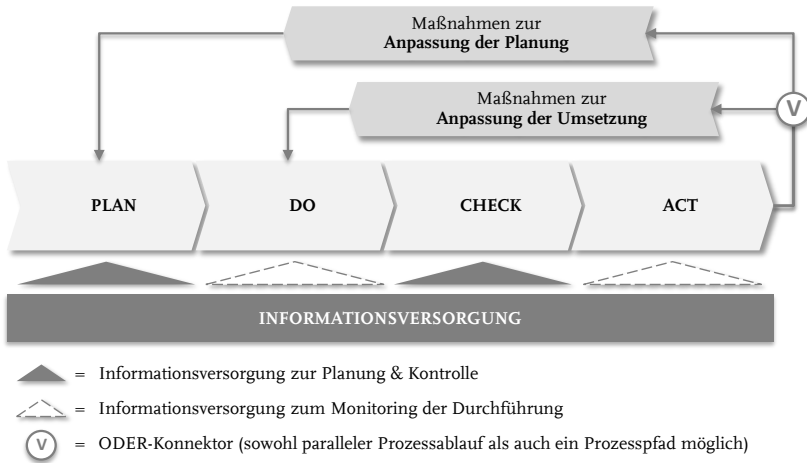 Maßnahmen zur
Anpassung der Planung
Maßnahmen zur
Anpassung der Umsetzung
V
PLAN
DO
CHECK
ACT
INFORMATIONSVERSORGUNG
= Informationsversorgung zur Planung & Kontrolle
= Informationsversorgung zum Monitoring der Durchführung
V = ODER-Konnektor (sowohl paralleler Prozessablauf als auch ein Prozesspfad möglich)